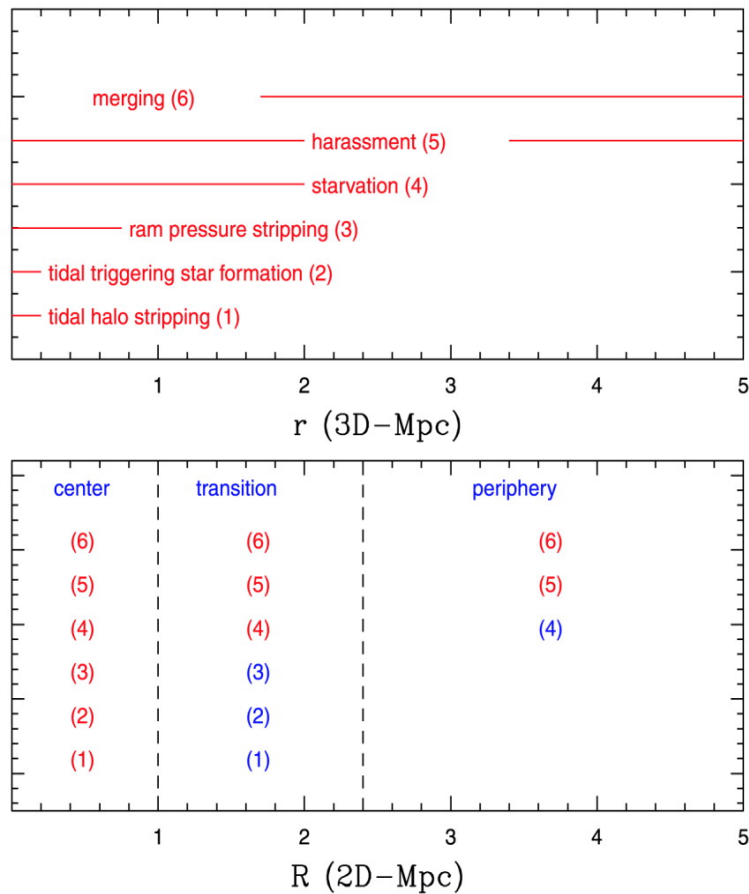 merging (6)
harassment (5)
starvation (4)
ram pressure stripping (3)
tidal triggering star formation (2)
tidal halo stripping (1)
1 2 3 4 5
r (3D-Mpc)
center transition periphery
(6) (6) (6)
(5) (5) (5)
(4) (4) (4)
(3) (3)
(2) (2)
(1) (1)
1 2 3 4 5
R (2D-Mpc)